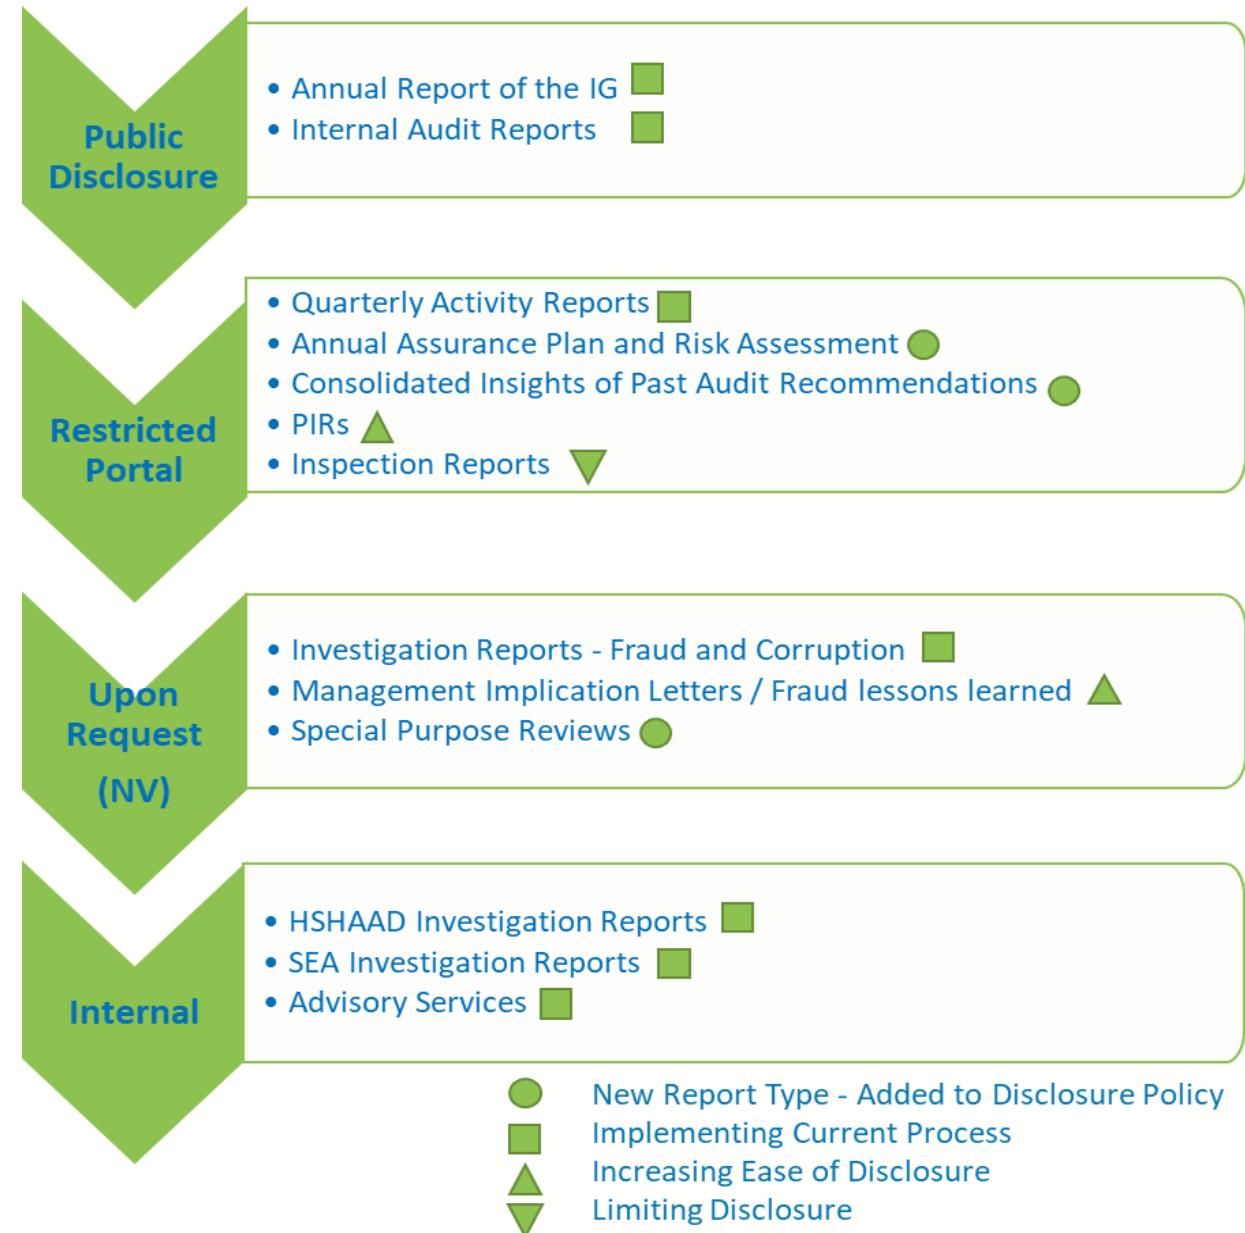 Public
Disclosure
• Annual Report of the IG
• Internal Audit Reports
Restricted
Portal
• Quarterly Activity Reports
• Annual Assurance Plan and Risk Assessment
• Consolidated Insights of Past Audit Recommendations
• PIRs
• Inspection Reports
Upon
Request
(NV)
• Investigation Reports - Fraud and Corruption
• Management Implication Letters / Fraud lessons learned
• Special Purpose Reviews
Internal
• HSHAAD Investigation Reports
• SEA Investigation Reports
• Advisory Services
New Report Type - Added to Disclosure Policy
Implementing Current Process
Increasing Ease of Disclosure
Limiting Disclosure